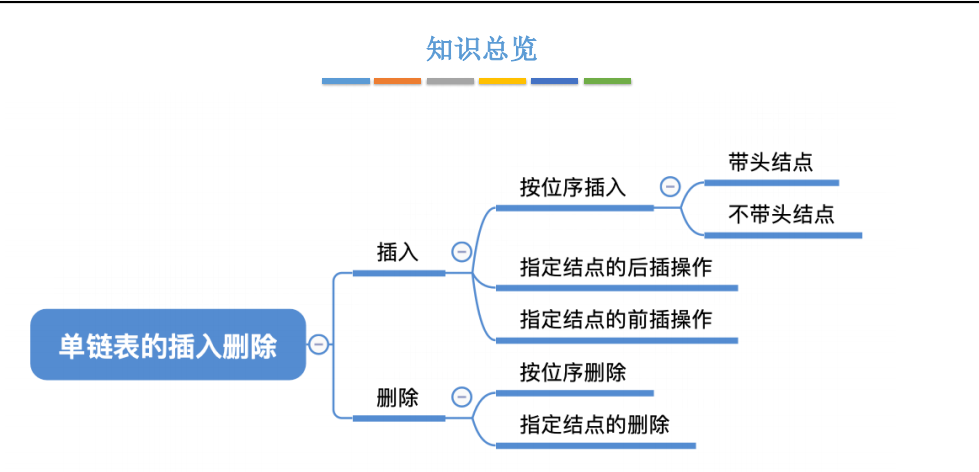 知识总览
带头结点
按位序插入
不带头结点
插入
指定结点的后插操作
指定结点的前插操作
单链表的插入删除
按位序删除
删除
指定结点的删除